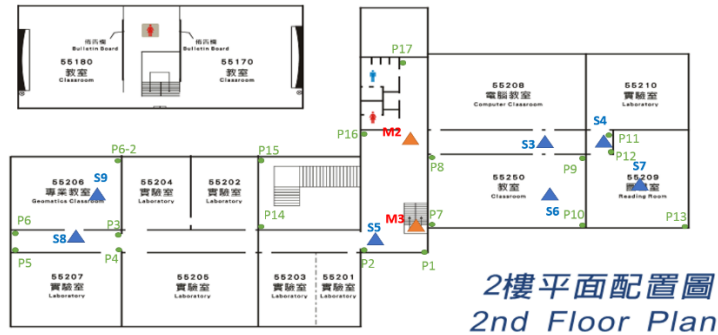 佈告欄
Bulletin Board
佈告欄
Bulletin Board
55180
教室
Classroom
55170
教室
Classroom
P17
55208
電腦教室
Computer Classroom
55210
實驗室
Laboratory
P16
M2
S3
S4
P11
P12
P6-2
P15
P8
P9
S7
55206
專業教室
Geomatics Classroom
S9
55204
實驗室
Laboratory
55202
實驗室
Laboratory
55250
教室
Classroom
S6
55209
Reading Room
P6
P3
P14
M3
P7
P10
P13
S8
S5
P5
P4
P2
P1
55207
實驗室
Laboratory
55205
實驗室
Laboratory
55203
實驗室
Laboratory
55201
實驗室
Laboratory
2樓平面配置圖
2nd Floor Plan